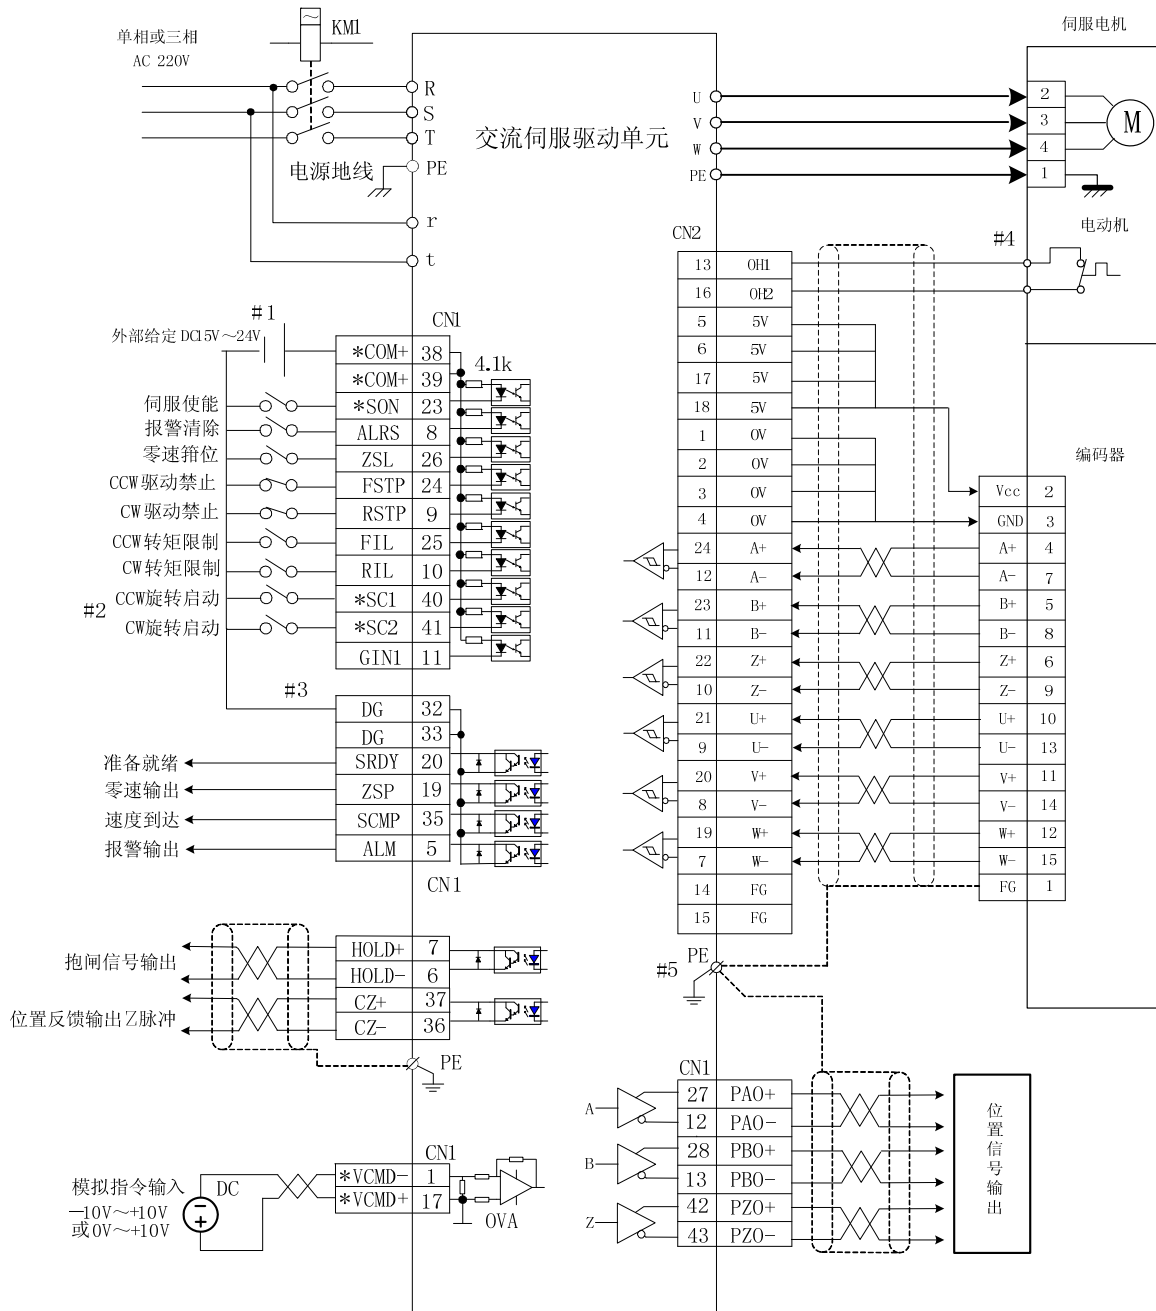 单相或三相
AC 220V
KM1
R
S
T
电源地线
PE
r
t
交流伺服驱动单元
U
V
W
PE
伺服电机
2
3
4
1
M
电动机
#4
CN2
13 OH1
16 OH2
5 5V
6 5V
17 5V
18 5V
1 0V
2 0V
3 0V
4 0V
24 A+
12 A-
23 B+
11 B-
22 Z+
10 Z-
21 U+
9 U-
20 V+
8 V-
19 W+
7 W-
14 FG
15 FG
编码器
Vcc 2
GND 3
A+ 4
A- 7
B+ 5
B- 8
Z+ 6
Z- 9
U+ 10
U- 13
V+ 11
V- 14
W+ 12
W- 15
FG 1
#1
外部给定 DC15V～24V
CN1
4.1k
*COM+ 38
*COM+ 39
伺服使能 *SON 23
报警清除 ALRS 8
零速箝位 ZSL 26
CCW驱动禁止 FSTP 24
CW驱动禁止 RSTP 9
CCW转矩限制 FIL 25
CW转矩限制 RIL 10
CCW旋转启动 *SC1 40
#2
CW旋转启动 *SC2 41
GIN1 11
#3
DG 32
DG 33
准备就绪 SRDY 20
零速输出 ZSP 19
速度到达 SCMP 35
报警输出 ALM 5
CN1
抱闸信号输出
HOLD+ 7
HOLD- 6
位置反馈输出Z脉冲
CZ+ 37
CZ- 36
PE
#5
PE
CN1
模拟指令输入
-10V～+10V
或0V～+10V
DC
*VCMD- 1
*VCMD+ 17
OVA
CN1
A
B
Z
27 PAO+
12 PAO-
28 PBO+
13 PBO-
42 PZO+
43 PZO-
位置信号输出